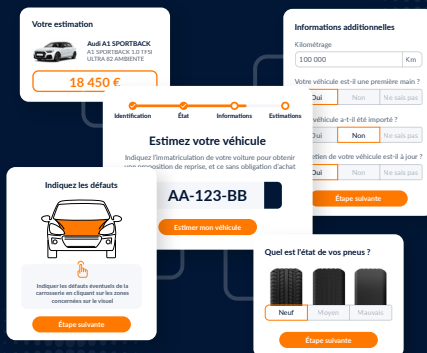 Votre estimation
Audi A1 SPORTBACK
A1 SPORTBACK 1.0 TFSI
ULTRA 82 AMBIENTE
18 450 €
Informations additionnelles
Kilométrage
100 000 Km
Votre véhicule est-il une première main ?
Oui Non Ne sais pas
véhicule a-t-il été importé ?
Oui Non Ne sais pas
tien de votre véhicule est-il à jour ?
Oui Non Ne sais pas
Étape suivante
Identification État Informations Estimations
Estimez votre véhicule
Indiquez l'immatriculation de votre voiture pour obtenir
une proposition de reprise, et ce sans obligation d'achat
AA-123-BB
Estimer mon véhicule
Indiquez les défauts
Indiquer les défauts éventuels de la
carrosserie en cliquant sur les zones
concernées sur le visuel
Étape suivante
Quel est l'état de vos pneus ?
Neuf Moyen Mauvais
Étape suivante